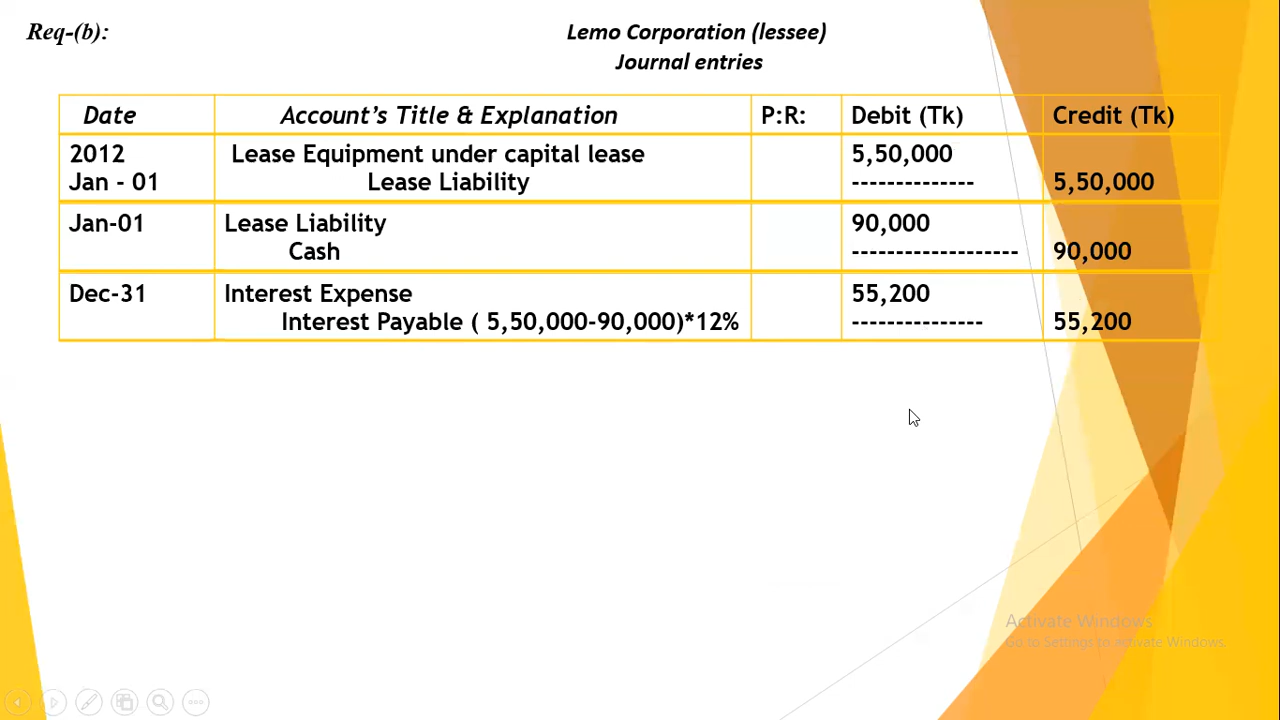 Req-(b):
Lemo Corporation (lessee)
Journal entries
Date Account's Title & Explanation P:R: Debit (Tk) Credit (Tk)
2012 Lease Equipment under capital lease 5,50,000
Jan - 01 Lease Liability -------------- 5,50,000
Jan-01 Lease Liability 90,000
Cash ------------------- 90,000
Dec-31 Interest Expense 55,200
Interest Payable ( 5,50,000-90,000)*12% --------------- 55,200
Activate Windows
Go to Settings to activate Windows.